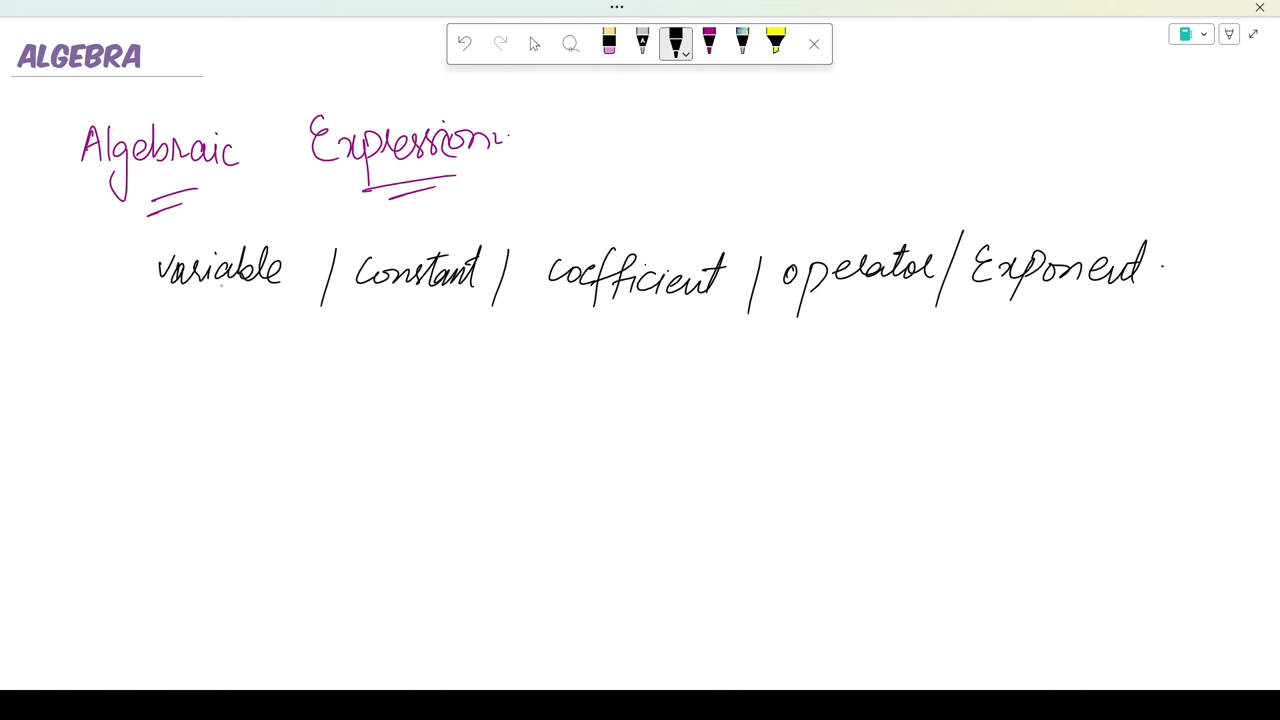 ALGEBRA
Algebraic Expression:
variable / constant / coefficient / operator / Exponent.